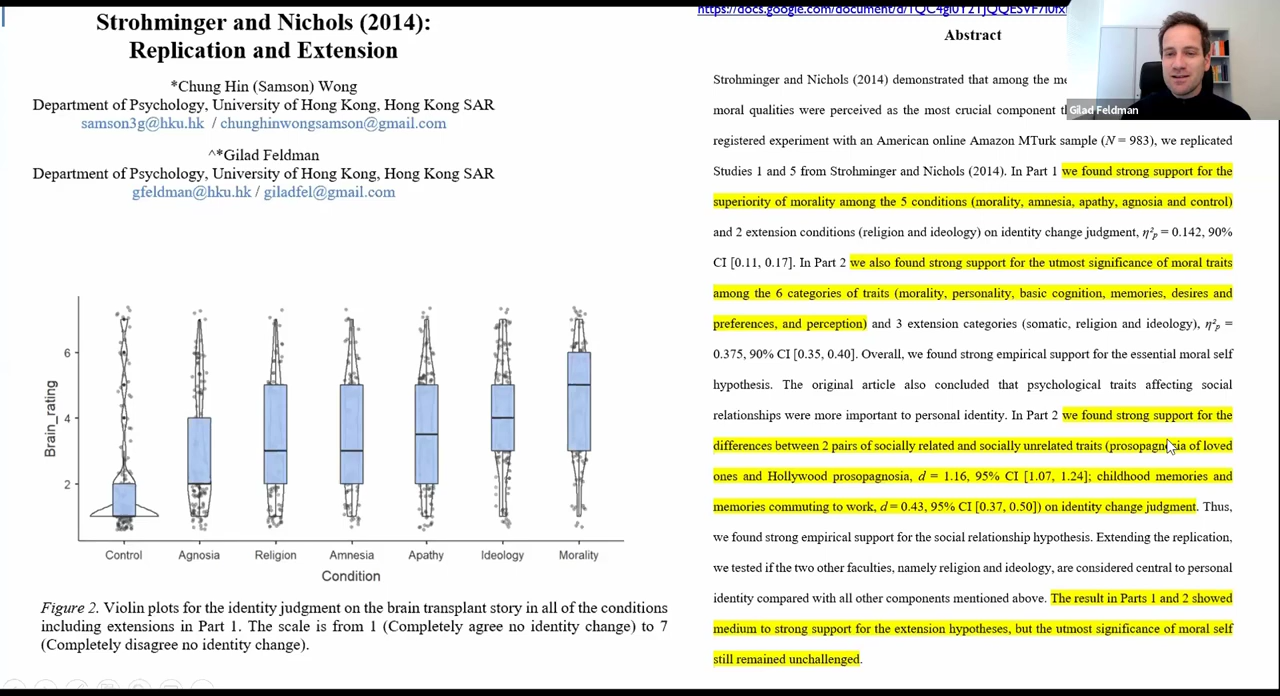 Strohminger and Nichols (2014):
Replication and Extension
*Chung Hin (Samson) Wong
Department of Psychology, University of Hong Kong, Hong Kong SAR
samson3g@hku.hk / chunghinwongsamson@gmail.com
^*Gilad Feldman
Department of Psychology, University of Hong Kong, Hong Kong SAR
gfeldman@hku.hk / giladfel@gmail.com
Brain_rating
6
4
2
Control Agnosia Religion Amnesia Apathy Ideology Morality
Condition
Figure 2. Violin plots for the identity judgment on the brain transplant story in all of the conditions
including extensions in Part 1. The scale is from 1 (Completely agree no identity change) to 7
(Completely disagree no identity change).
Abstract
Strohminger and Nichols (2014) demonstrated that among the me
moral qualities were perceived as the most crucial component t
registered experiment with an American online Amazon MTurk sample (N = 983), we replicated
Studies 1 and 5 from Strohminger and Nichols (2014). In Part 1 we found strong support for the
superiority of morality among the 5 conditions (morality, amnesia, apathy, agnosia and control)
and 2 extension conditions (religion and ideology) on identity change judgment, η²p = 0.142, 90%
CI [0.11, 0.17]. In Part 2 we also found strong support for the utmost significance of moral traits
among the 6 categories of traits (morality, personality, basic cognition, memories, desires and
preferences, and perception) and 3 extension categories (somatic, religion and ideology), η²p =
0.375, 90% CI [0.35, 0.40]. Overall, we found strong empirical support for the essential moral self
hypothesis. The original article also concluded that psychological traits affecting social
relationships were more important to personal identity. In Part 2 we found strong support for the
differences between 2 pairs of socially related and socially unrelated traits (prosopagnosia of loved
ones and Hollywood prosopagnosia, d = 1.16, 95% CI [1.07, 1.24]; childhood memories and
memories commuting to work, d = 0.43, 95% CI [0.37, 0.50]) on identity change judgment. Thus,
we found strong empirical support for the social relationship hypothesis. Extending the replication,
we tested if the two other faculties, namely religion and ideology, are considered central to personal
identity compared with all other components mentioned above. The result in Parts 1 and 2 showed
medium to strong support for the extension hypotheses, but the utmost significance of moral self
still remained unchallenged.
Gilad Feldman